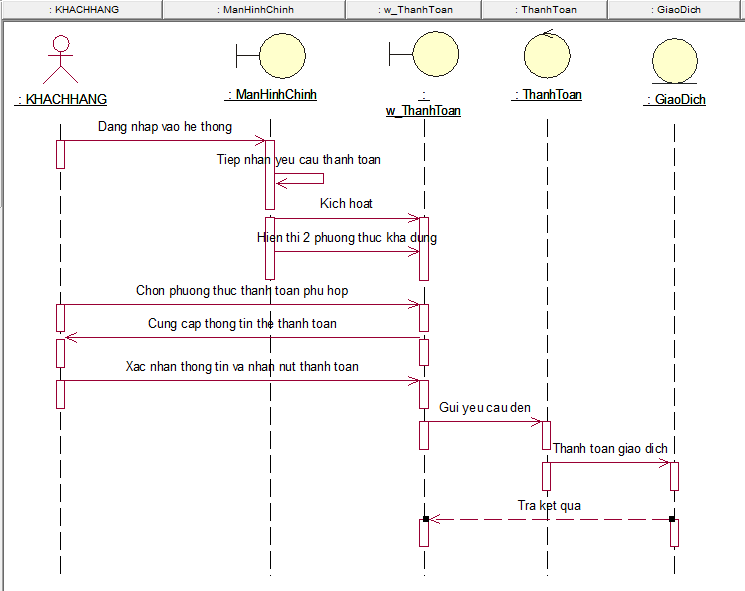 : KHACHHANG
: ManHinhChinh
: w_ThanhToan
: ThanhToan
: GiaoDich
: KHACHHANG
: ManHinhChinh
:
w_ThanhToan
: ThanhToan
: GiaoDich
Dang nhap vao he thong
Tiep nhan yeu cau thanh toan
Kich hoat
Hien thi 2 phuong thuc kha dung
Chon phuong thuc thanh toan phu hop
Cung cap thong tin the thanh toan
Xac nhan thong tin va nhan nut thanh toan
Gui yeu cau den
Thanh toan giao dich
Tra ket qua